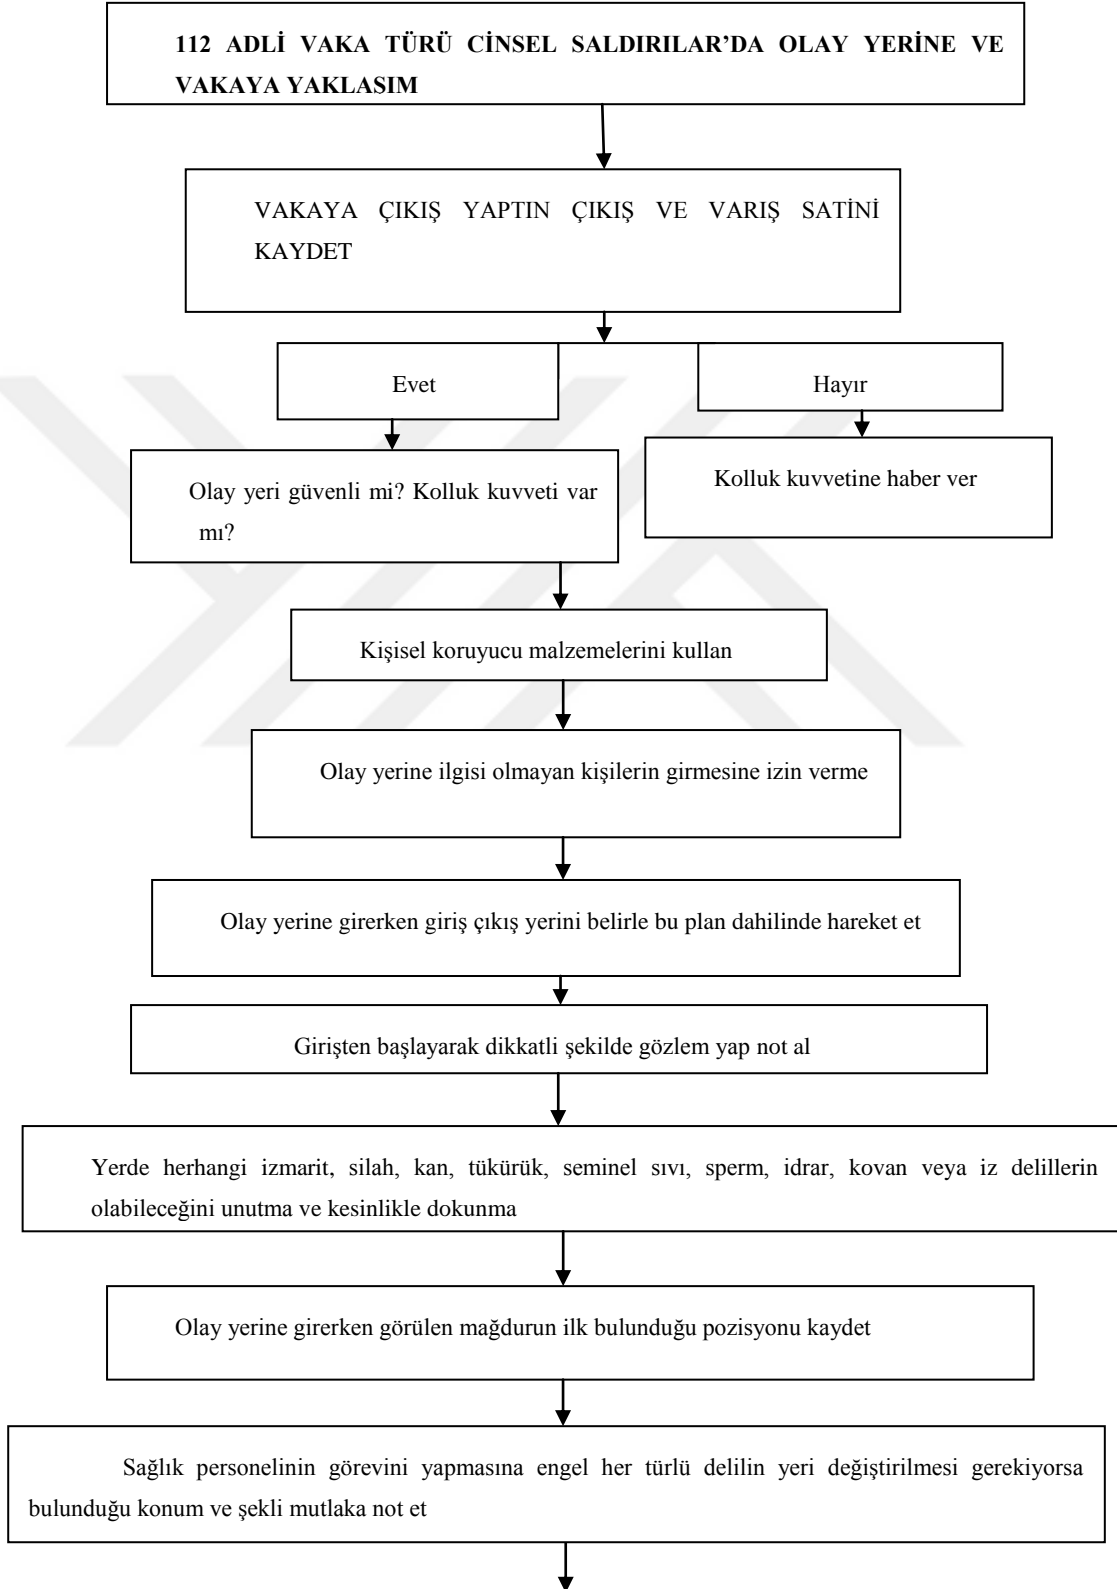 112 ADLİ VAKA TÜRÜ CİNSEL SALDIRILAR’DA OLAY YERİNE VE
VAKAYA YAKLASIM
VAKAYA ÇIKIŞ YAPTIN ÇIKIŞ VE VARIŞ SATİNİ
KAYDET
Evet
Hayır
Olay yeri güvenli mi? Kolluk kuvveti var
mı?
Kolluk kuvvetine haber ver
Kişisel koruyucu malzemelerini kullan
Olay yerine ilgisi olmayan kişilerin girmesine izin verme
Olay yerine girerken giriş çıkış yerini belirle bu plan dahilinde hareket et
Girişten başlayarak dikkatli şekilde gözlem yap not al
Yerde herhangi izmarit, silah, kan, tükürük, seminel sıvı, sperm, idrar, kovan veya iz delillerin
olabileceğini unutma ve kesinlikle dokunma
Olay yerine girerken görülen mağdurun ilk bulunduğu pozisyonu kaydet
Sağlık personelinin görevini yapmasına engel her türlü delilin yeri değiştirilmesi gerekiyorsa
bulunduğu konum ve şekli mutlaka not et